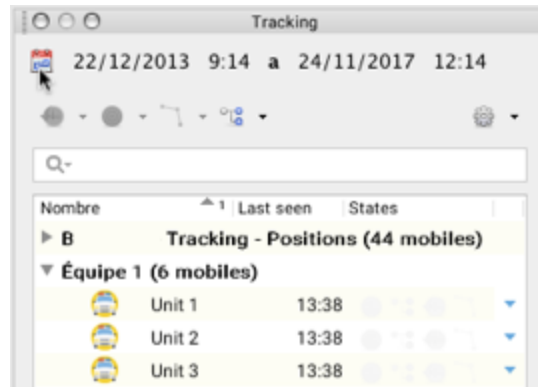 Tracking
22/12/2013 9:14 a 24/11/2017 12:14
Nombre 1 Last seen States
B Tracking - Positions (44 mobiles)
Équipe 1 (6 mobiles)
Unit 1 13:38
Unit 2 13:38
Unit 3 13:38